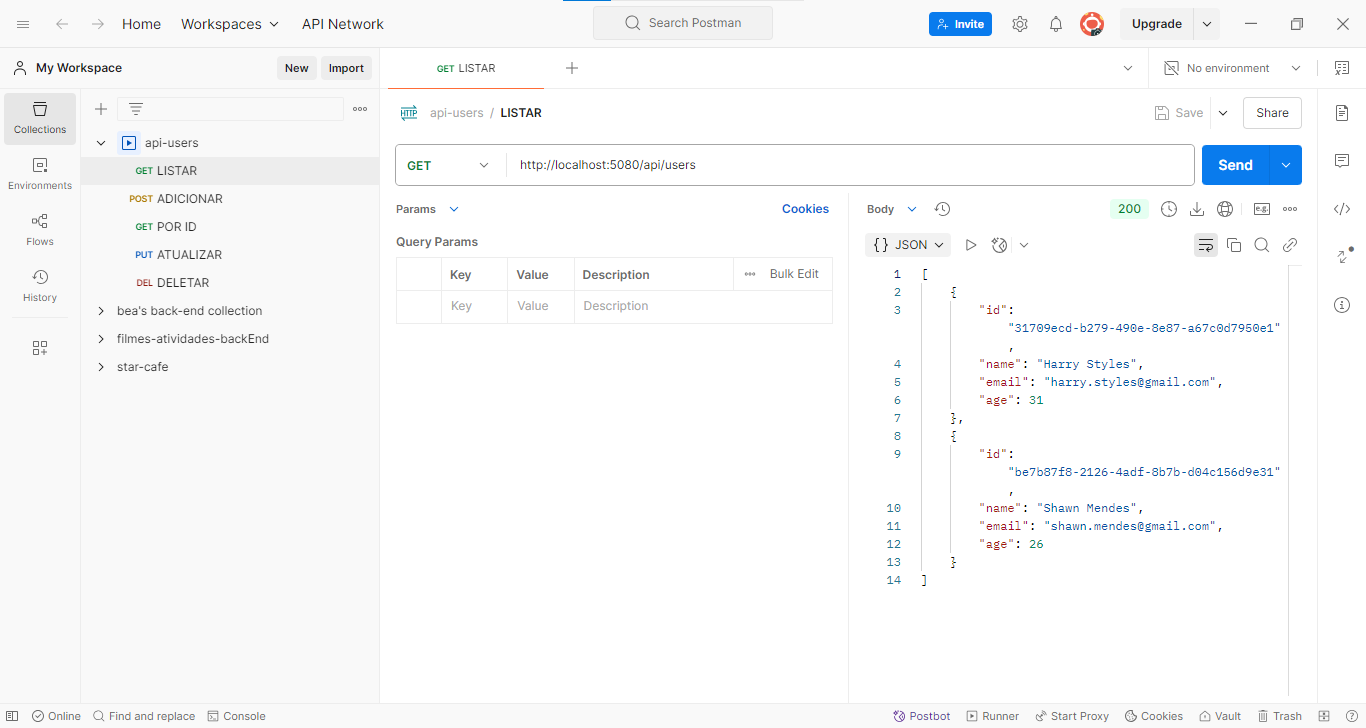 Home Workspaces API Network Search Postman Invite Upgrade
My Workspace New Import GET LISTAR No environment
Collections
Environments
Flows
History
api-users
GET LISTAR
POST ADICIONAR
GET POR ID
PUT ATUALIZAR
DEL DELETAR
bea's back-end collection
filmes-atividades-backEnd
star-cafe
HTTP api-users / LISTAR Save Share
GET http://localhost:5080/api/users Send
Params Cookies
Query Params
Key Value Description Bulk Edit
Key Value Description
Body 200 e.g.
{} JSON
1 [
2 {
3 "id":
"31709ecd-b279-490e-8e87-a67c0d7950e1"
,
4 "name": "Harry Styles",
5 "email": "harry.styles@gmail.com",
6 "age": 31
7 },
8 {
9 "id":
"be7b87f8-2126-4adf-8b7b-d04c156d9e31"
,
10 "name": "Shawn Mendes",
11 "email": "shawn.mendes@gmail.com",
12 "age": 26
13 }
14 ]
Online Find and replace Console Postbot Runner Start Proxy Cookies Vault Trash